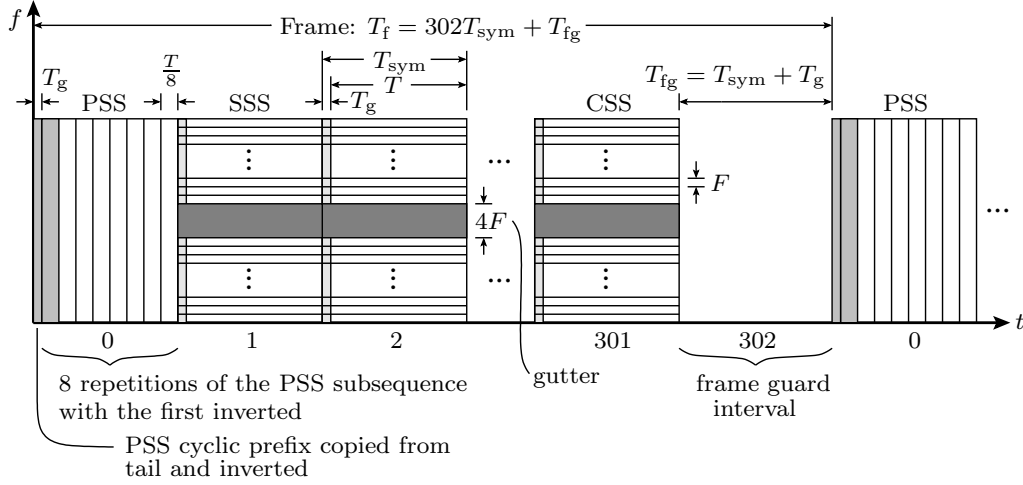 f
Frame: T_f = 302T_sym + T_fg
T_sym
T_g
T/8
T
T_fg = T_sym + T_g
PSS
SSS
T_g
CSS
PSS
...
F
4F
...
...
t
0
1
2
301
302
0
8 repetitions of the PSS subsequence
with the first inverted
gutter
frame guard
interval
PSS cyclic prefix copied from
tail and inverted